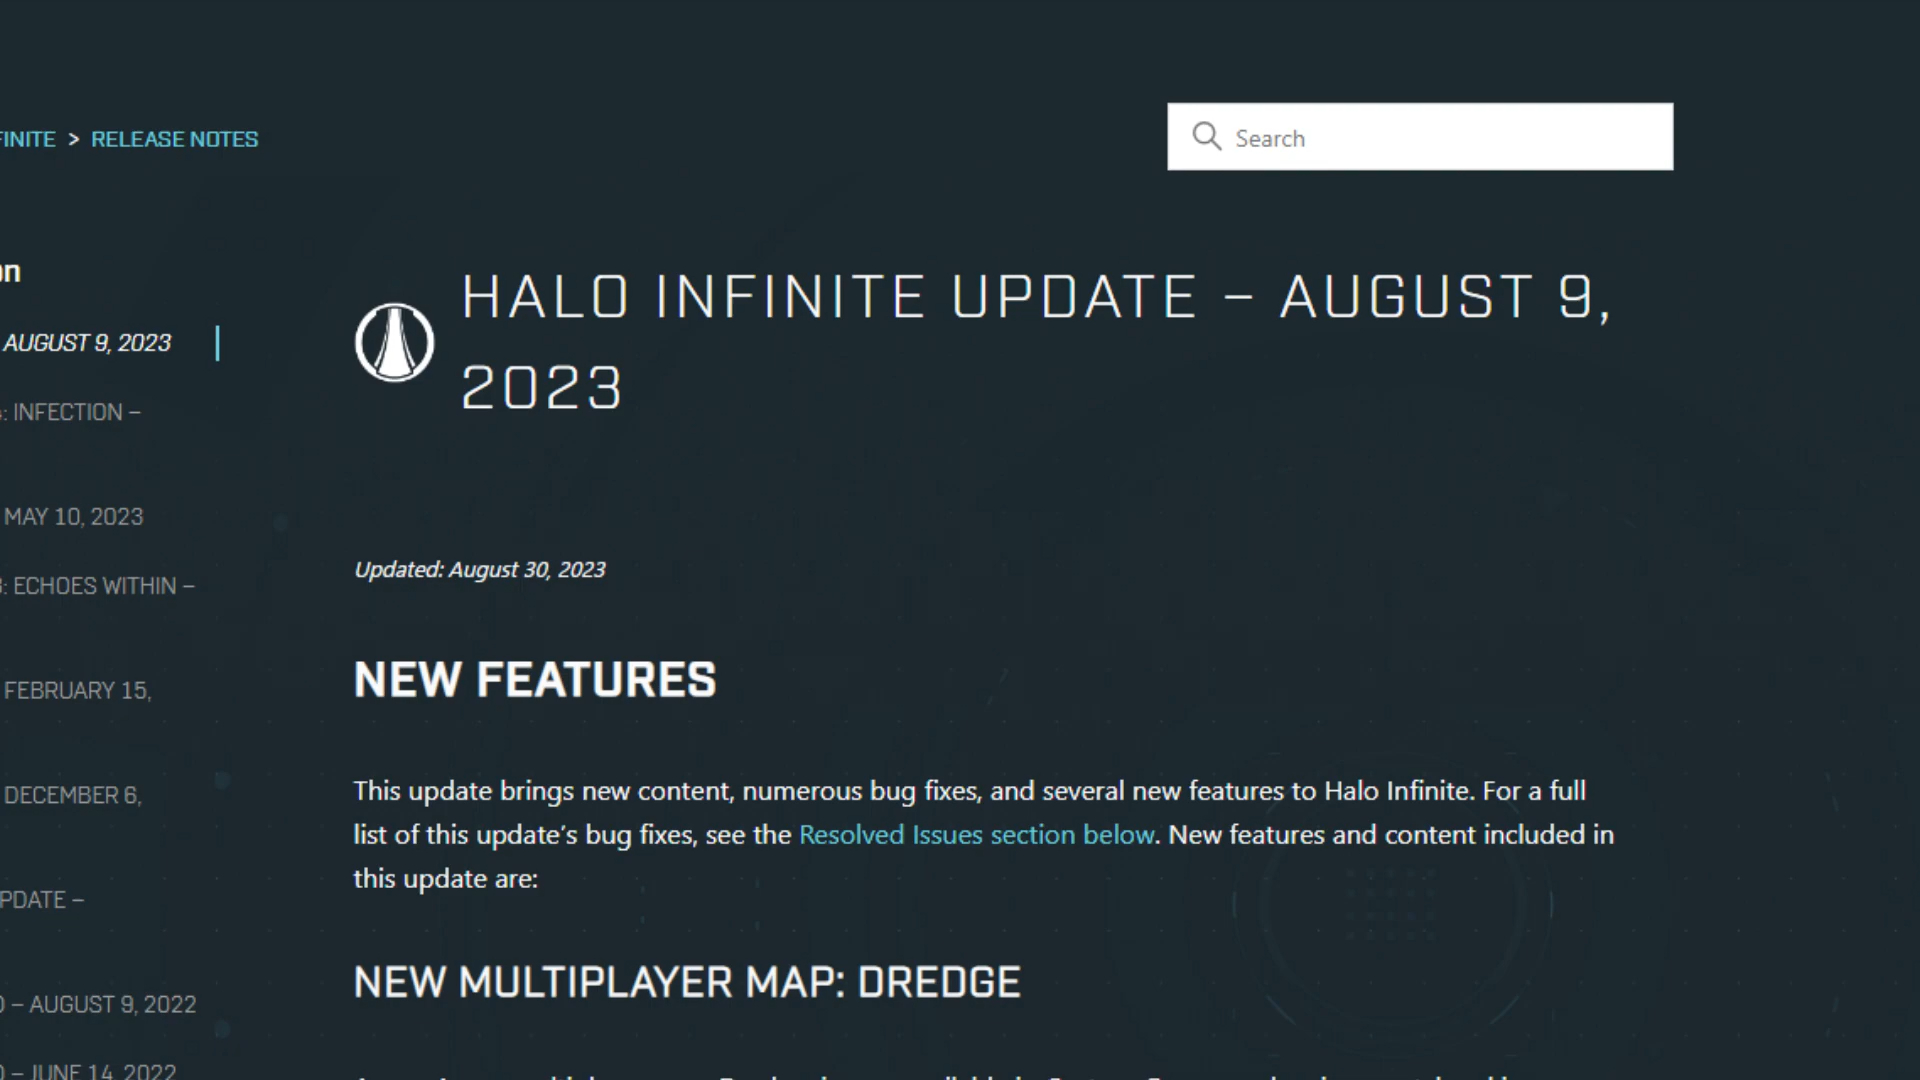 FINITE > RELEASE NOTES
Search
on
AUGUST 9, 2023
: INFECTION –
MAY 10, 2023
: ECHOES WITHIN –
FEBRUARY 15,
DECEMBER 6,
PDATE –
– AUGUST 9, 2022
– JUNE 14, 2022
HALO INFINITE UPDATE – AUGUST 9,
2023
Updated: August 30, 2023
NEW FEATURES
This update brings new content, numerous bug fixes, and several new features to Halo Infinite. For a full
list of this update's bug fixes, see the Resolved Issues section below. New features and content included in
this update are:
NEW MULTIPLAYER MAP: DREDGE